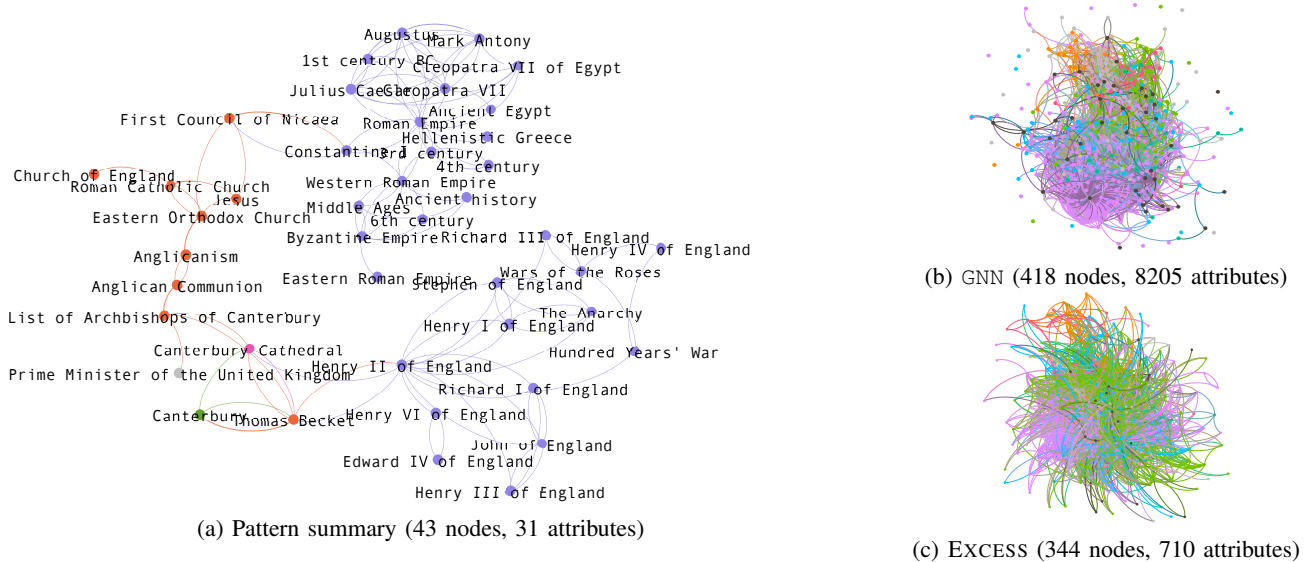 Augustus
Mark Antony
1st century BC
Cleopatra VII of Egypt
Julius Caesar
Cleopatra VII
Ancient Egypt
First Council of Nicaea
Roman Empire
Hellenistic Greece
Constantine I
3rd century
4th century
Church of England
Roman Catholic Church
Western Roman Empire
Jesus
Ancient history
Middle Ages
Eastern Orthodox Church
6th century
Byzantine Empire
Richard III of England
Henry IV of England
Anglicanism
Eastern Roman Empire
Wars of the Roses
Stephen of England
Anglican Communion
The Anarchy
List of Archbishops of Canterbury
Henry I of England
Canterbury Cathedral
Hundred Years' War
Henry II of England
Prime Minister of the United Kingdom
Richard I of England
Canterbury
Thomas Becket
Henry VI of England
John of England
Edward IV of England
Henry III of England
(a) Pattern summary (43 nodes, 31 attributes)
(b) GNN (418 nodes, 8205 attributes)
(c) EXCESS (344 nodes, 710 attributes)